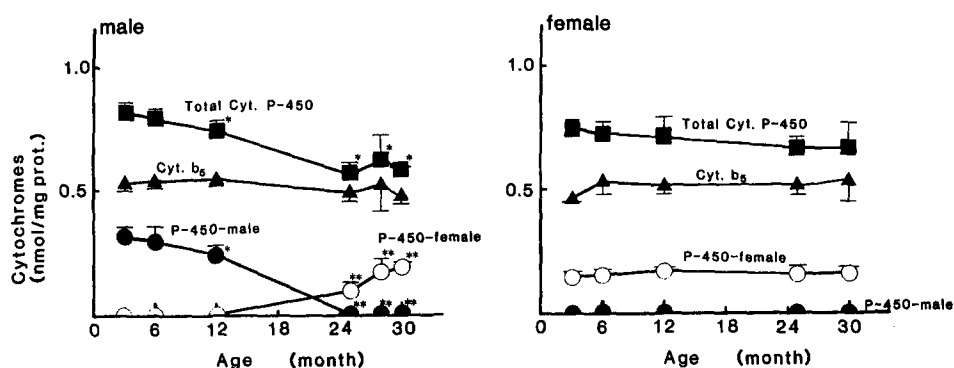 male
1.0
0.5
0
Cytochromes
(nmol/mg prot.)
Total Cyt. P-450
*
*
*
*
Cyt. b₅
P-450-male
*
P-450-female
**
**
**
**
**
**
0 6 12 18 24 30
Age (month)
female
1.0
0.5
Total Cyt. P-450
Cyt. b₅
P-450-female
P-450-male
0 6 12 18 24 30
Age (month)